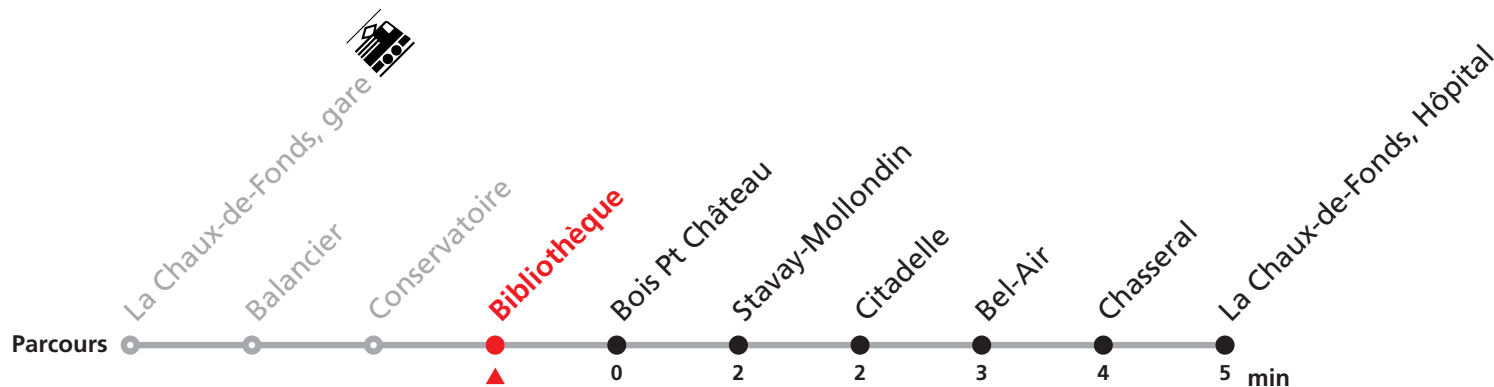 La Chaux-de-Fonds, gare
Balancier
Conservatoire
Bibliothèque
Bois Pt Château
Stavay-Mollondin
Citadelle
Bel-Air
Chasseral
La Chaux-de-Fonds, Hôpital
Parcours
0 2 2 3 4 5 min